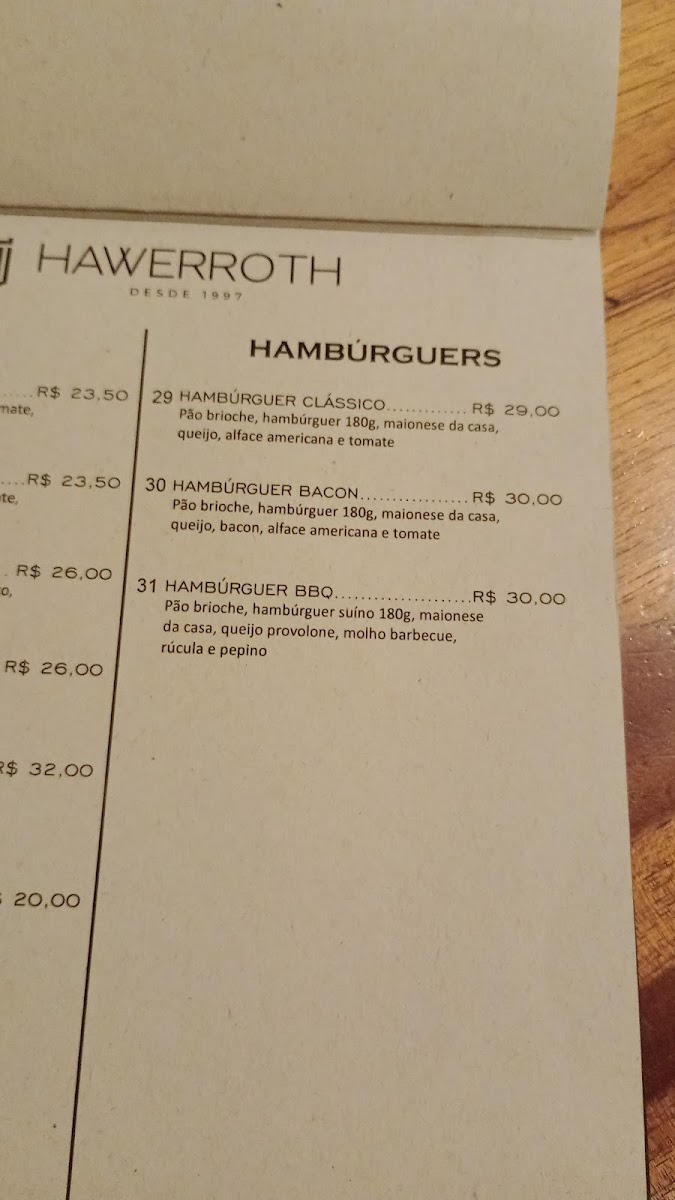 HAWERROTH
DESDE 1997
R$ 23,50
R$ 23,50
R$ 26,00
R$ 26,00
R$ 32,00
20,00
HAMBÚRGUERS
29 HAMBÚRGUER CLÁSSICO............. R$ 29,00
Pão brioche, hambúrguer 180g, maionese da casa,
queijo, alface americana e tomate
30 HAMBÚRGUER BACON................. R$ 30,00
Pão brioche, hambúrguer 180g, maionese da casa,
queijo, bacon, alface americana e tomate
31 HAMBÚRGUER BBQ.....................R$ 30,00
Pão brioche, hambúrguer suíno 180g, maionese
da casa, queijo provolone, molho barbecue,
rúcula e pepino